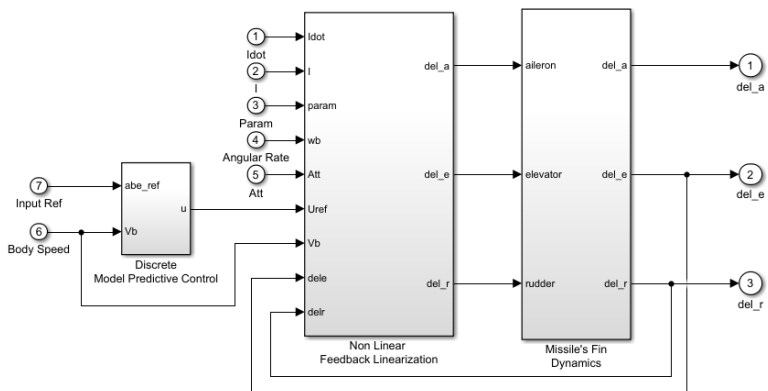 1
Idot
2
I
3
Param
4
Angular Rate
5
Att
7
Input Ref
6
Body Speed
abe_ref
Vb
u
Discrete
Model Predictive Control
Idot
I
param
wb
Att
Uref
Vb
dele
delr
del_a
del_e
del_r
Non Linear
Feedback Linearization
aileron
elevator
rudder
del_a
del_e
del_r
Missile's Fin
Dynamics
1
del_a
2
del_e
3
del_r